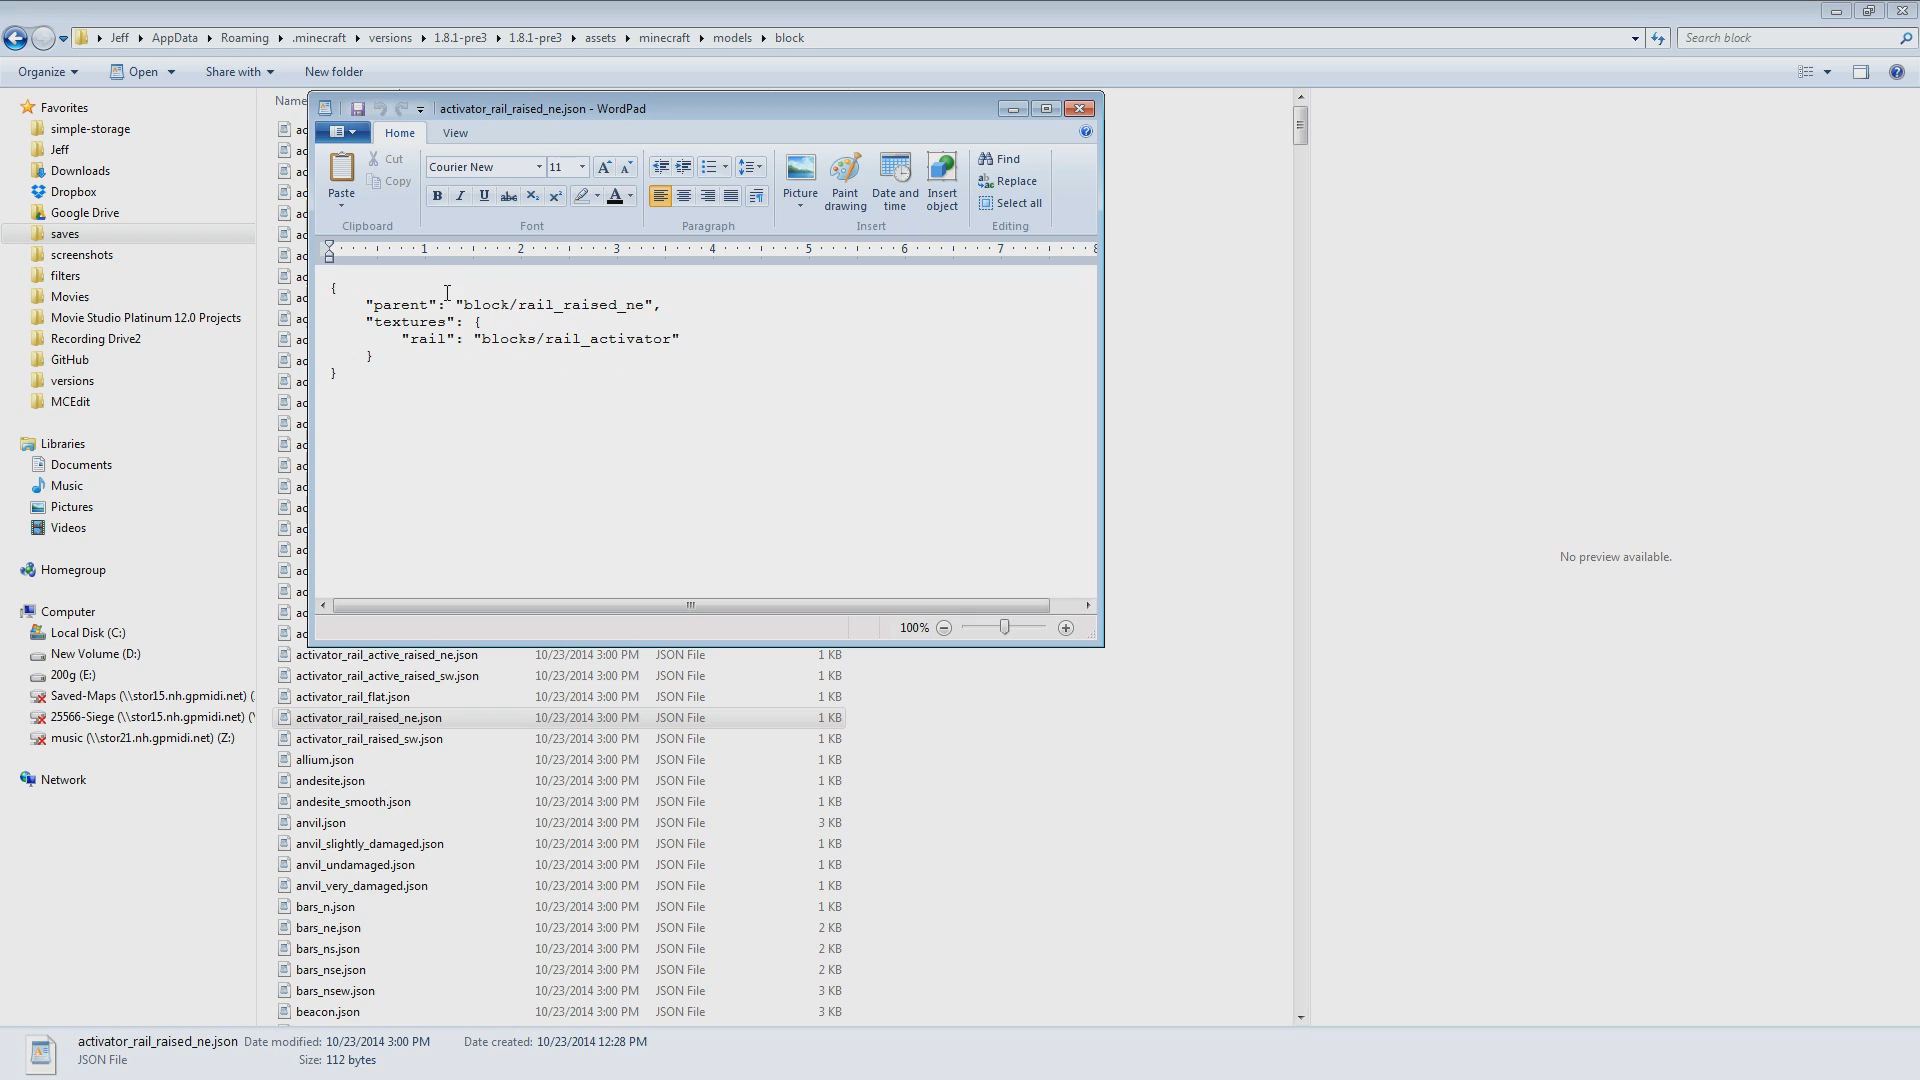 Jeff AppData Roaming .minecraft versions 1.8.1-pre3 1.8.1-pre3 assets minecraft models block
Search block
Organize Open Share with New folder
Favorites
simple-storage
Jeff
Downloads
Dropbox
Google Drive
saves
screenshots
filters
Movies
Movie Studio Platinum 12.0 Projects
Recording Drive2
GitHub
versions
MCEdit
Libraries
Documents
Music
Pictures
Videos
Homegroup
Computer
Local Disk (C:)
New Volume (D:)
200g (E:)
Saved-Maps (\\stor15.nh.gpmidi.net) (
25566-Siege (\\stor15.nh.gpmidi.net) (
music (\\stor21.nh.gpmidi.net) (Z:)
Network
Name
activator_rail_raised_ne.json - WordPad
Home View
Paste
Cut
Copy
Clipboard
Courier New 11
B I U abc X₂ X²
A
Font
Paragraph
Picture
Paint drawing
Date and time
Insert object
Insert
Find
Replace
Select all
Editing
1 2 3 4 5 6 7 8
{
"parent": "block/rail_raised_ne",
"textures": {
"rail": "blocks/rail_activator"
}
}
100%
activator_rail_active_raised_ne.json 10/23/2014 3:00 PM JSON File 1 KB
activator_rail_active_raised_sw.json 10/23/2014 3:00 PM JSON File 1 KB
activator_rail_flat.json 10/23/2014 3:00 PM JSON File 1 KB
activator_rail_raised_ne.json 10/23/2014 3:00 PM JSON File 1 KB
activator_rail_raised_sw.json 10/23/2014 3:00 PM JSON File 1 KB
allium.json 10/23/2014 3:00 PM JSON File 1 KB
andesite.json 10/23/2014 3:00 PM JSON File 1 KB
andesite_smooth.json 10/23/2014 3:00 PM JSON File 1 KB
anvil.json 10/23/2014 3:00 PM JSON File 3 KB
anvil_slightly_damaged.json 10/23/2014 3:00 PM JSON File 1 KB
anvil_undamaged.json 10/23/2014 3:00 PM JSON File 1 KB
anvil_very_damaged.json 10/23/2014 3:00 PM JSON File 1 KB
bars_n.json 10/23/2014 3:00 PM JSON File 1 KB
bars_ne.json 10/23/2014 3:00 PM JSON File 2 KB
bars_ns.json 10/23/2014 3:00 PM JSON File 2 KB
bars_nse.json 10/23/2014 3:00 PM JSON File 2 KB
bars_nsew.json 10/23/2014 3:00 PM JSON File 3 KB
beacon.json 10/23/2014 3:00 PM JSON File 3 KB
No preview available.
activator_rail_raised_ne.json Date modified: 10/23/2014 3:00 PM Date created: 10/23/2014 12:28 PM
JSON File Size: 112 bytes